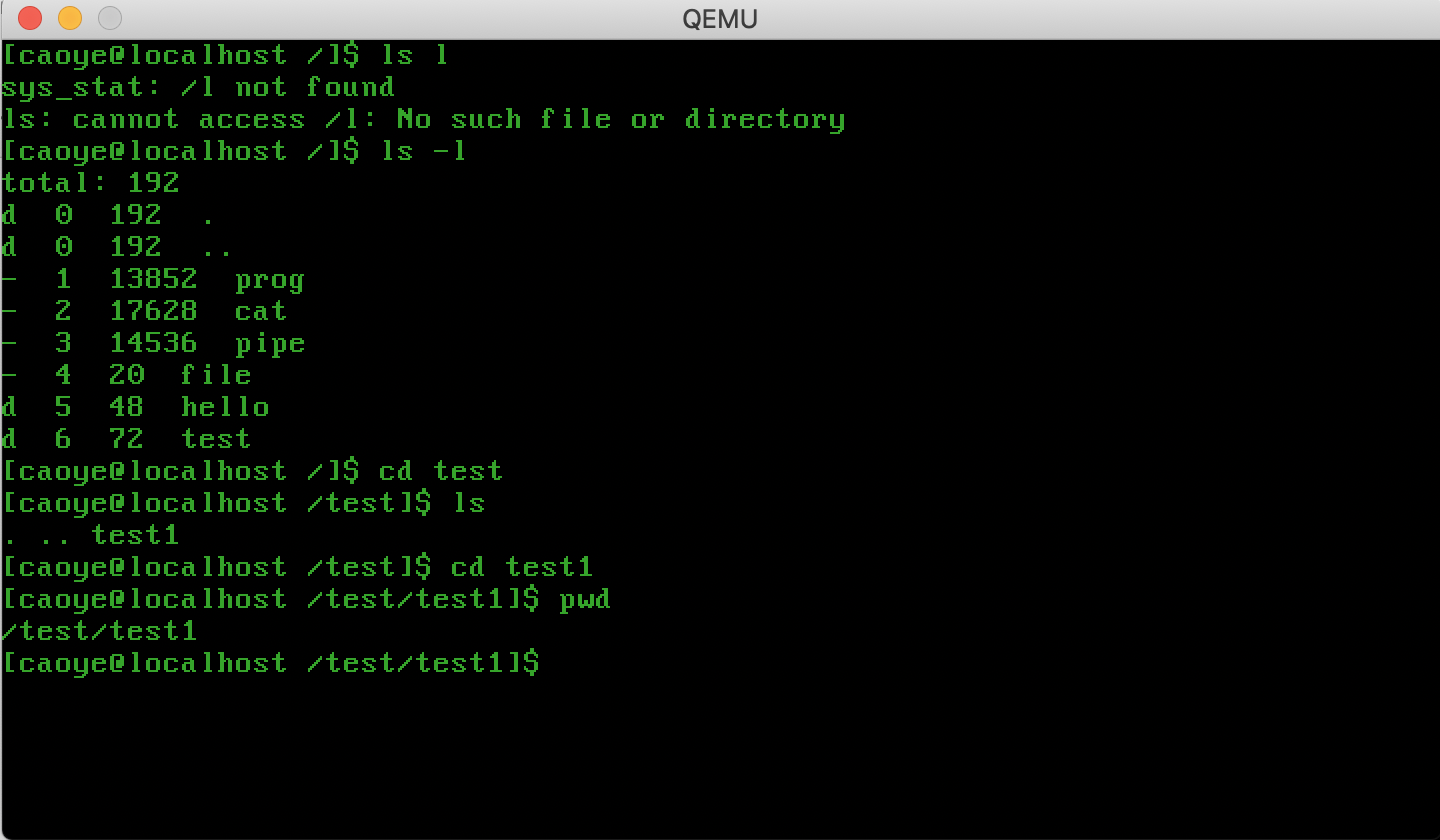 QEMU
[caoye@localhost /]$ ls l
sys_stat: /l not found
ls: cannot access /l: No such file or directory
[caoye@localhost /]$ ls -l
total: 192
d  0  192  .
d  0  192  ..
-  1  13852  prog
-  2  17628  cat
-  3  14536  pipe
-  4  20  file
d  5  48  hello
d  6  72  test
[caoye@localhost /]$ cd test
[caoye@localhost /test]$ ls
. .. test1
[caoye@localhost /test]$ cd test1
[caoye@localhost /test/test1]$ pwd
/test/test1
[caoye@localhost /test/test1]$